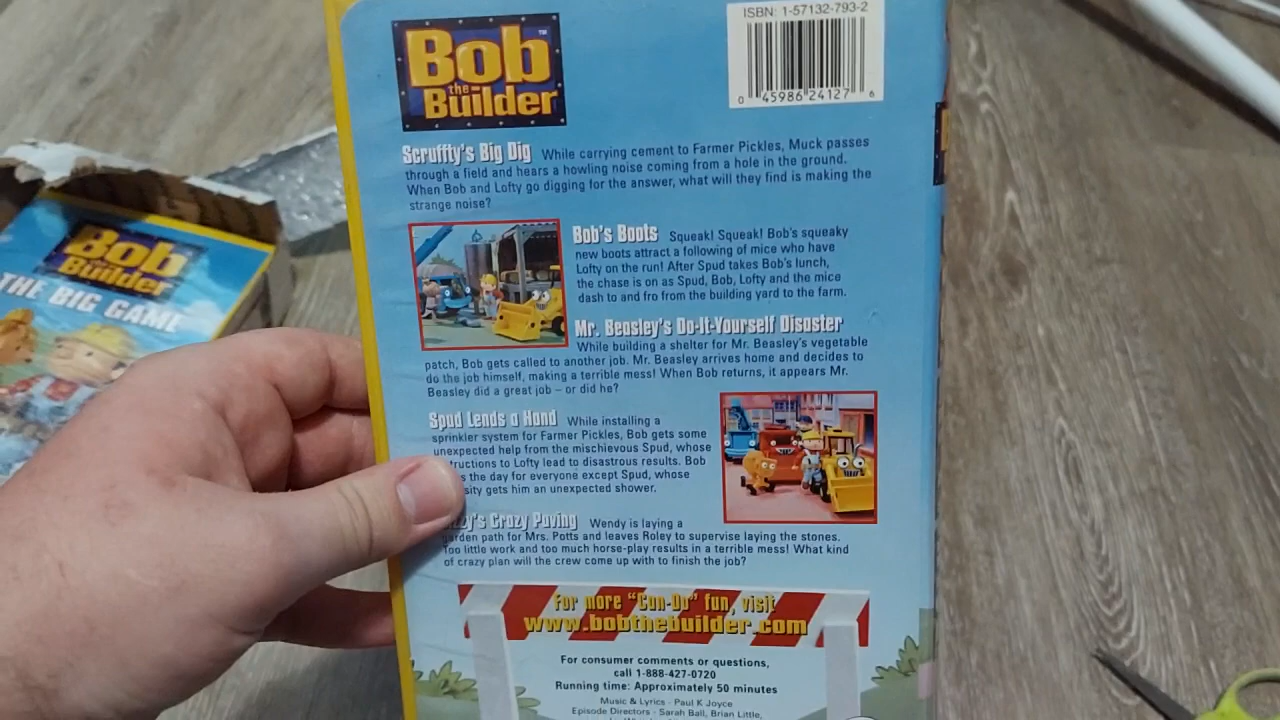 Bob
the
Builder
™
ISBN: 1-57132-793-2
0 45986 24127 6
Scruffty's Big Dig While carrying cement to Farmer Pickles, Muck passes
through a field and hears a howling noise coming from a hole in the ground.
When Bob and Lofty go digging for the answer, what will they find is making the
strange noise?
Bob's Boots Squeak! Squeak! Bob's squeaky
new boots attract a following of mice who have
Lofty on the run! After Spud takes Bob's lunch,
the chase is on as Spud, Bob, Lofty and the mice
dash to and fro from the building yard to the farm.
Mr. Beasley's Do-It-Yourself Disaster
While building a shelter for Mr. Beasley's vegetable
patch, Bob gets called to another job. Mr. Beasley arrives home and decides to
do the job himself, making a terrible mess! When Bob returns, it appears Mr.
Beasley did a great job – or did he?
Spud Lends a Hand While installing a
sprinkler system for Farmer Pickles, Bob gets some
unexpected help from the mischievous Spud, whose
to Lofty lead to disastrous results. Bob
the day for everyone except Spud, whose
gets him an unexpected shower.
Crazy Paving Wendy is laying a
garden path for Mrs. Potts and leaves Roley to supervise laying the stones.
Too little work and too much horse-play results in a terrible mess! What kind
of crazy plan will the crew come up with to finish the job?
For more "Can-Do" fun, visit
www.bobthebuilder.com
For consumer comments or questions,
call 1-888-427-0720
Running time: Approximately 50 minutes
Music & Lyrics - Paul K Joyce
Episode Directors - Sarah Ball, Brian Little,
Bob
the
Builder
THE BIG GAME